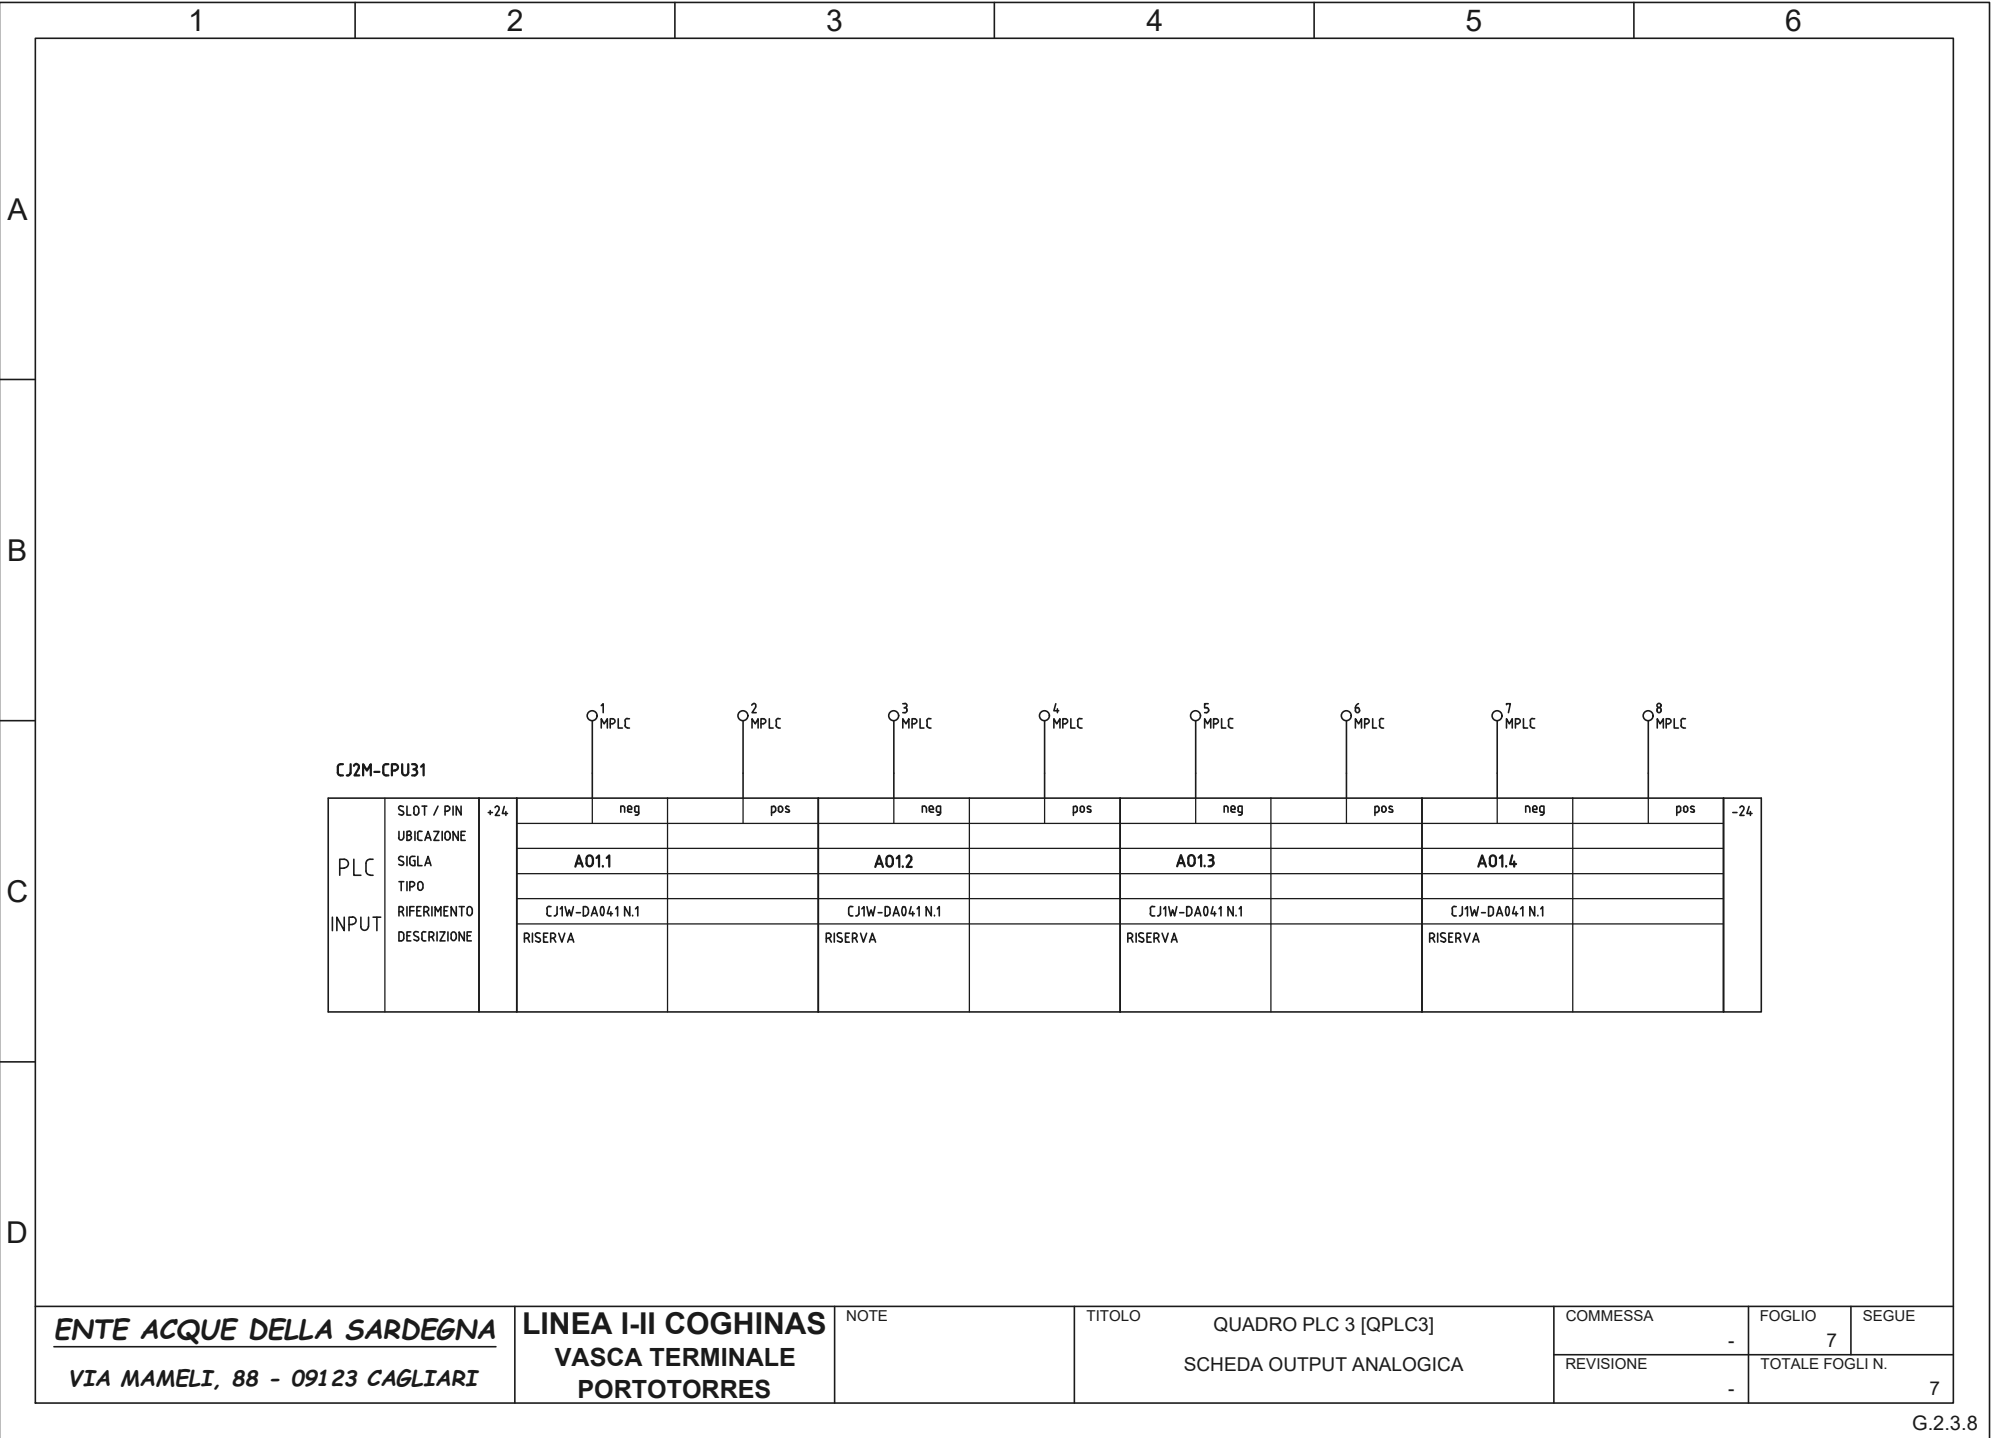 1 2 3 4 5 6
A
B
C
D
1 MPLC
2 MPLC
3 MPLC
4 MPLC
5 MPLC
6 MPLC
7 MPLC
8 MPLC
CJ2M-CPU31
PLC INPUT
SLOT / PIN +24 neg pos neg pos neg pos neg pos -24
UBICAZIONE
SIGLA AO1.1 AO1.2 AO1.3 AO1.4
TIPO
RIFERIMENTO CJ1W-DA041 N.1 CJ1W-DA041 N.1 CJ1W-DA041 N.1 CJ1W-DA041 N.1
DESCRIZIONE RISERVA RISERVA RISERVA RISERVA
ENTE ACQUE DELLA SARDEGNA
VIA MAMELI, 88 - 09123 CAGLIARI
LINEA I-II COGHINAS
VASCA TERMINALE
PORTOTORRES
NOTE
TITOLO
QUADRO PLC 3 [QPLC3]
SCHEDA OUTPUT ANALOGICA
COMMESSA
-
REVISIONE
-
FOGLIO
7
SEGUE
TOTALE FOGLI N.
7
G.2.3.8